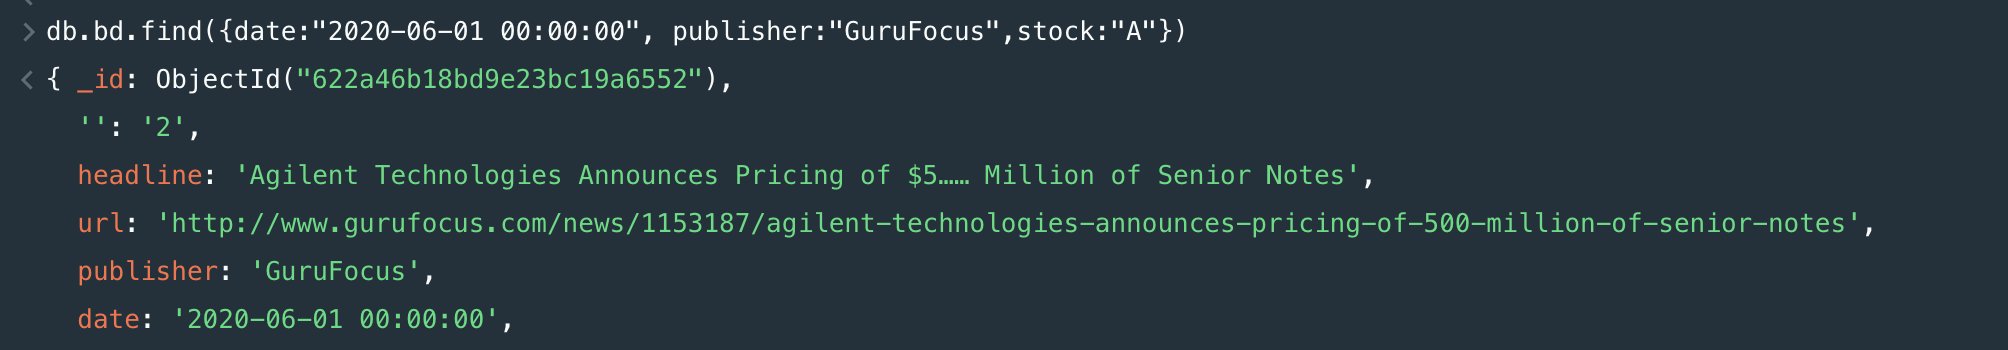 > db.bd.find({date:"2020-06-01 00:00:00", publisher:"GuruFocus",stock:"A"})
< { _id: ObjectId("622a46b18bd9e23bc19a6552"),
'': '2',
headline: 'Agilent Technologies Announces Pricing of $5…… Million of Senior Notes',
url: 'http://www.gurufocus.com/news/1153187/agilent-technologies-announces-pricing-of-500-million-of-senior-notes',
publisher: 'GuruFocus',
date: '2020-06-01 00:00:00',